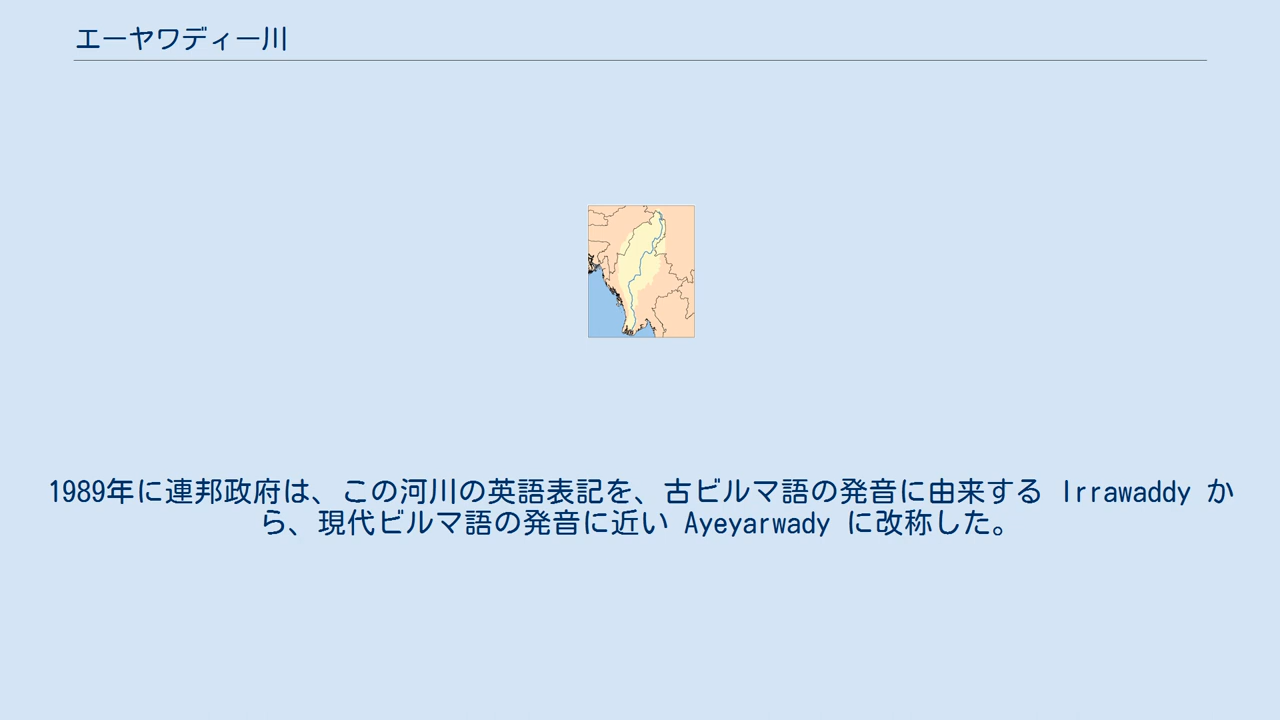 エーヤワディー川
1989年に連邦政府は、この河川の英語表記を、古ビルマ語の発音に由来する Irrawaddy か
ら、現代ビルマ語の発音に近い Ayeyarwady に改称した。